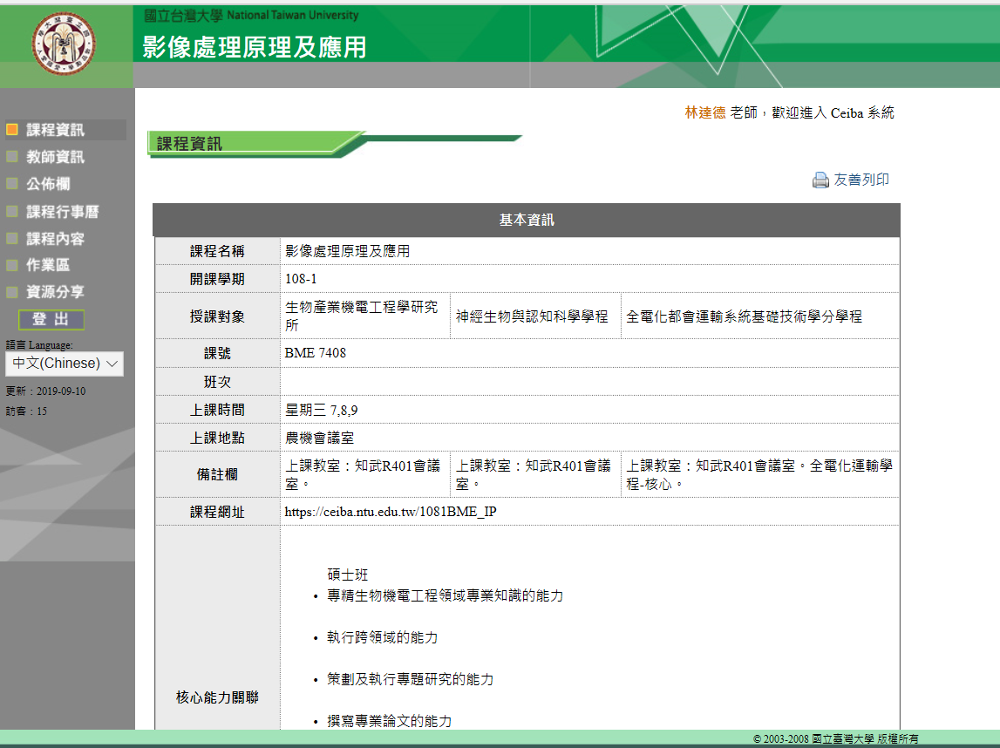 國立台灣大學 National Taiwan University
影像處理原理及應用
林達德 老師，歡迎進入 Ceiba 系統
課程資訊
教師資訊
公佈欄
課程行事曆
課程內容
作業區
資源分享
登 出
語言 Language:
中文(Chinese)
更新：2019-09-10
訪客：15
課程資訊
友善列印
基本資訊
課程名稱 影像處理原理及應用
開課學期 108-1
授課對象 生物產業機電工程學研究所 神經生物與認知科學學程 全電化都會運輸系統基礎技術學分學程
課號 BME 7408
班次
上課時間 星期三 7,8,9
上課地點 農機會議室
備註欄 上課教室：知武R401會議室。 上課教室：知武R401會議室。 上課教室：知武R401會議室。全電化運輸學程-核心。
課程網址 https://ceiba.ntu.edu.tw/1081BME_IP
核心能力關聯
碩士班
• 專精生物機電工程領域專業知識的能力
• 執行跨領域的能力
• 策劃及執行專題研究的能力
• 撰寫專業論文的能力
© 2003-2008 國立臺灣大學 版權所有